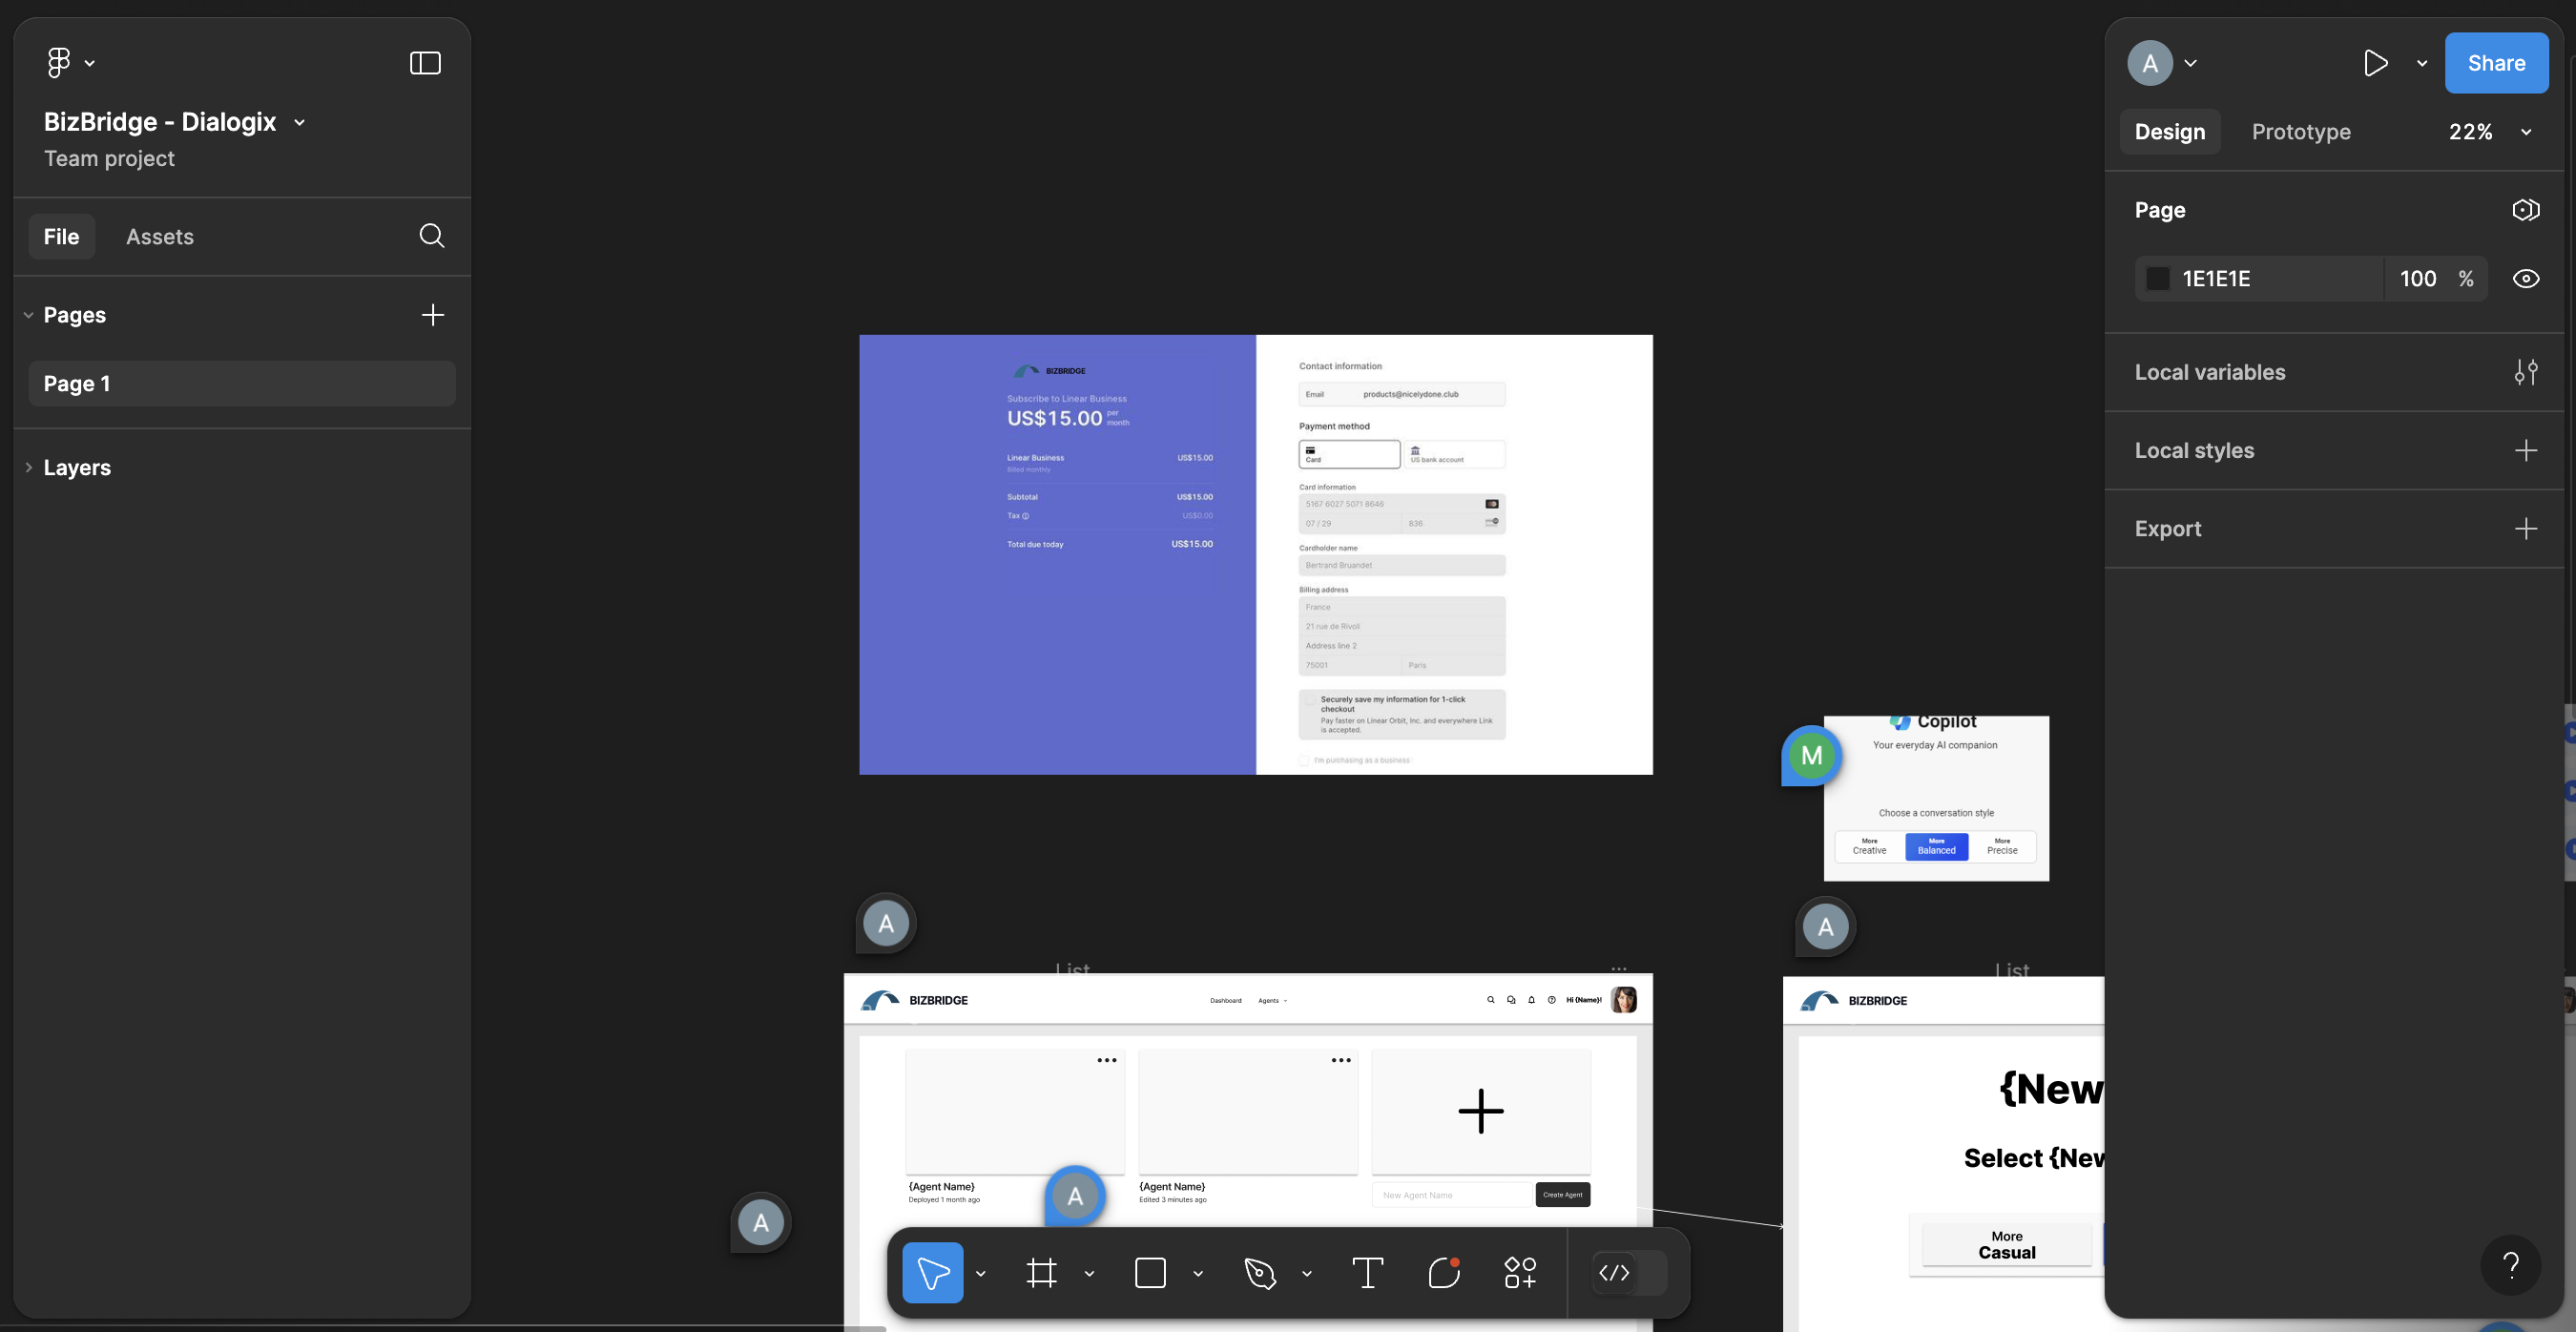 BizBridge - Dialogix
Team project
File
Assets
Pages
Page 1
Layers
BIZBRIDGE
Subscribe to Linear Business
US$15.00 per month
Linear Business US$15.00
Billed monthly
Subtotal US$15.00
Tax US$0.00
Total due today US$15.00
Contact information
Email products@nicelydone.club
Payment method
Card
US bank account
Card information
5167 6027 5071 8646
07 / 29 836
Cardholder name
Bertrand Bruandet
Billing address
France
21 rue de Rivoli
Address line 2
75001 Paris
Securely save my information for 1-click
checkout
Pay faster on Linear Orbit, Inc. and everywhere Link
is accepted.
I'm purchasing as a business
M
Copilot
Your everyday AI companion
Choose a conversation style
More Creative
More Balanced
More Precise
A
A
List
List
BIZBRIDGE
Dashboard Agents
Hi {Name}!
{Agent Name}
Deployed 1 month ago
{Agent Name}
Edited 3 minutes ago
New Agent Name
Create Agent
A
A
BIZBRIDGE
{New
Select {New
More
Casual
A
Share
Design
Prototype
22%
Page
1E1E1E 100 %
Local variables
Local styles
Export
?